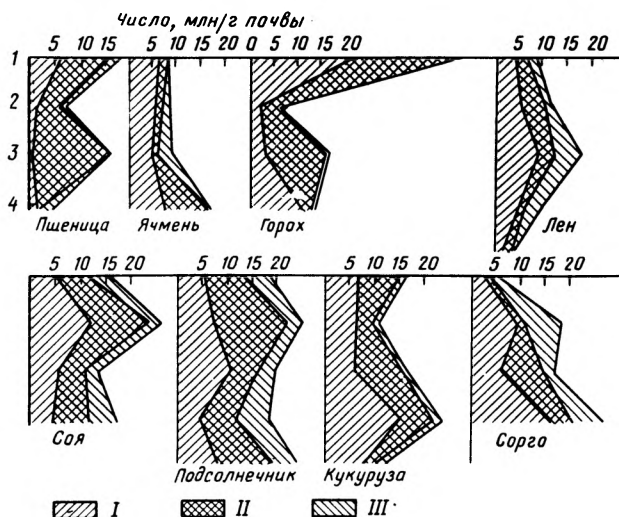 Число, млн/г почвы
5 10 15 5 10 15 0 5 10 15 20 5 10 15
1
2
3
4
Пшеница Ячмень Горох Лен
5 10 15 20 5 10 15 20 5 10 15 20 5 10 15 20
Соя Подсолнечник Кукуруза Сорго
I II III